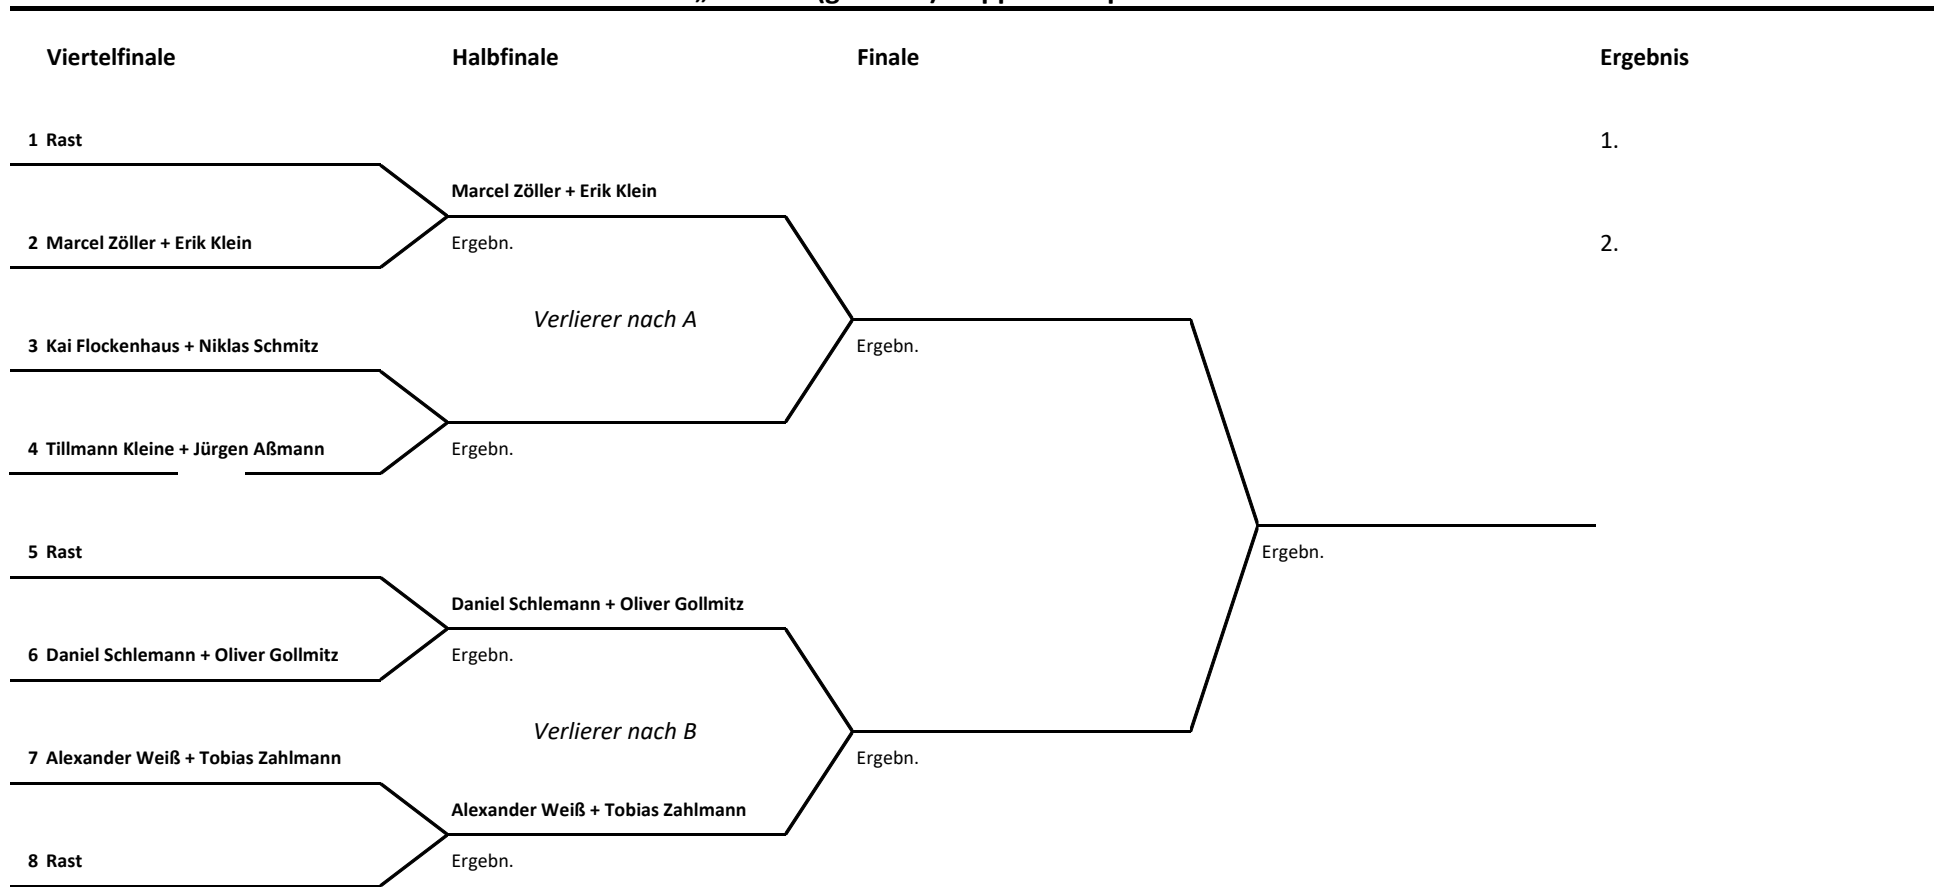 Viertelfinale Halbfinale Finale Ergebnis
1 Rast 1.
Marcel Zöller + Erik Klein
2 Marcel Zöller + Erik Klein Ergebn. 2.
Verlierer nach A
3 Kai Flockenhaus + Niklas Schmitz Ergebn.
4 Tillmann Kleine + Jürgen Aßmann Ergebn.
5 Rast Ergebn.
Daniel Schlemann + Oliver Gollmitz
6 Daniel Schlemann + Oliver Gollmitz Ergebn.
Verlierer nach B
7 Alexander Weiß + Tobias Zahlmann Ergebn.
Alexander Weiß + Tobias Zahlmann
8 Rast Ergebn.